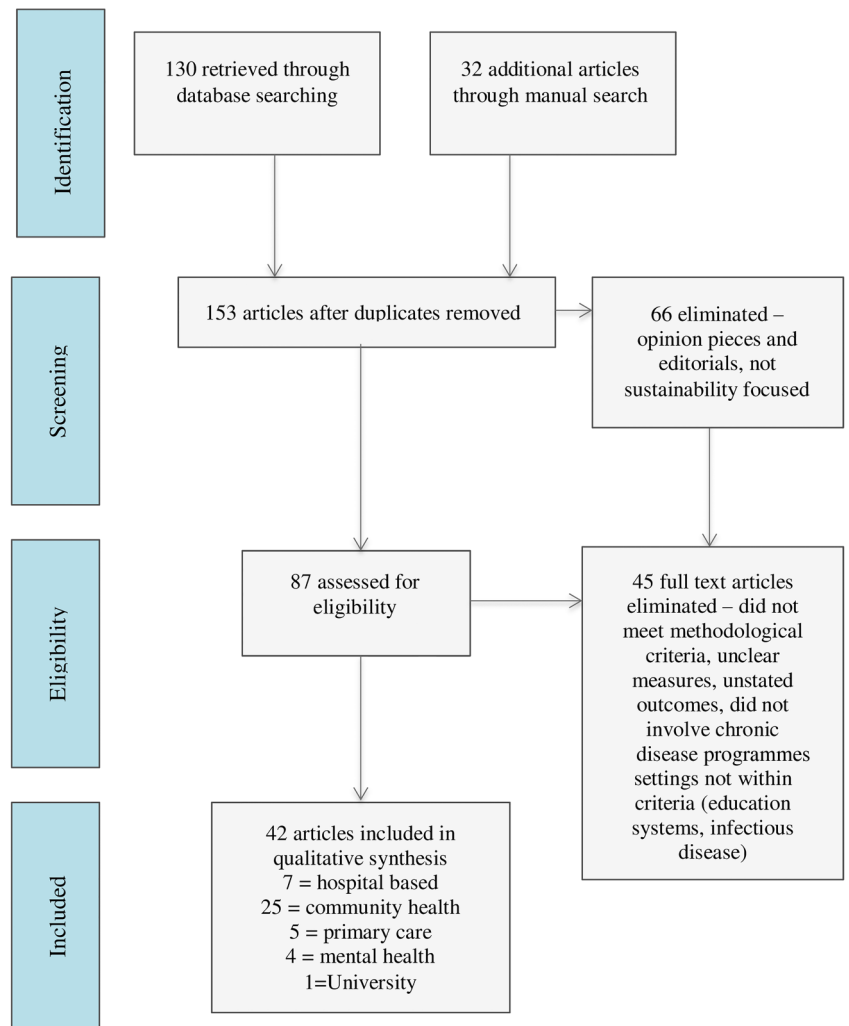 Identification
130 retrieved through
database searching
32 additional articles
through manual search
Screening
153 articles after duplicates removed
66 eliminated –
opinion pieces and
editorials, not
sustainability focused
Eligibility
87 assessed for
eligibility
45 full text articles
eliminated – did not
meet methodological
criteria, unclear
measures, unstated
outcomes, did not
involve chronic
disease programmes
settings not within
criteria (education
systems, infectious
disease)
Included
42 articles included in
qualitative synthesis
7 = hospital based
25 = community health
5 = primary care
4 = mental health
1=University